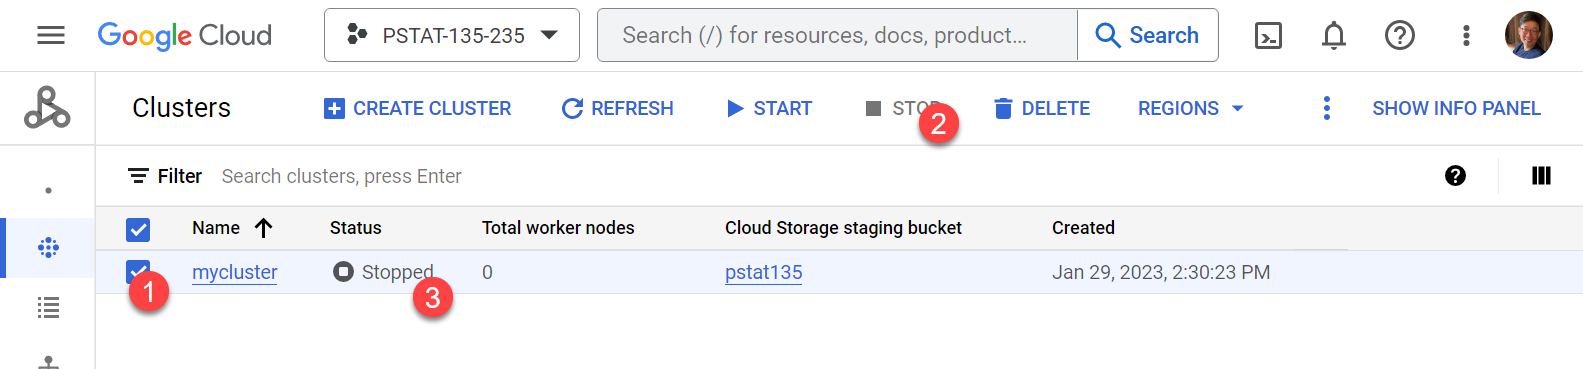 Google Cloud PSTAT-135-235 Search (/) for resources, docs, product... Search
Clusters CREATE CLUSTER REFRESH START STOP DELETE REGIONS SHOW INFO PANEL
2
Filter Search clusters, press Enter
Name Status Total worker nodes Cloud Storage staging bucket Created
mycluster Stopped 0 pstat135 Jan 29, 2023, 2:30:23 PM
1 3